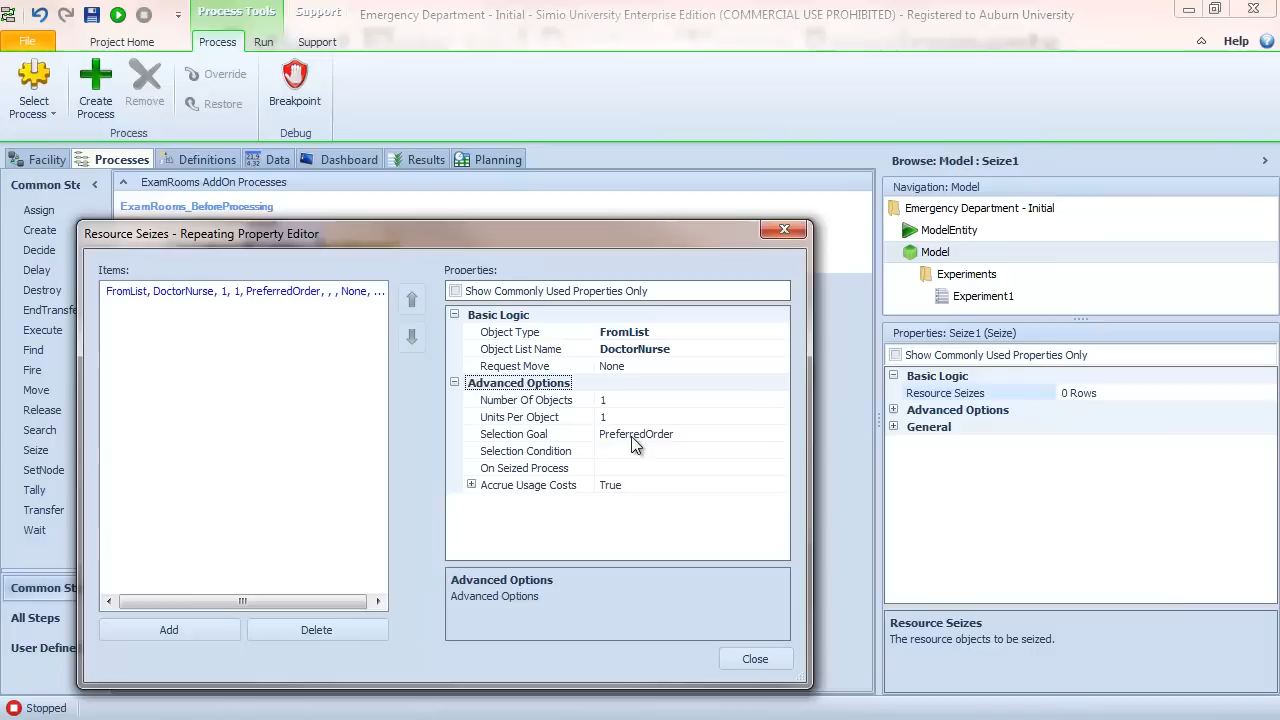 Process Tools
Support
Emergency Department - Initial - Simio University Enterprise Edition (COMMERCIAL USE PROHIBITED) - Registered to Auburn University
File
Project Home
Process
Run
Support
Help
Select
Process
Create
Process
Remove
Override
Restore
Breakpoint
Process
Debug
Facility
Processes
Definitions
Data
Dashboard
Results
Planning
Browse: Model : Seize1
Common Ste
ExamRooms AddOn Processes
ExamRooms_BeforeProcessing
Assign
Create
Decide
Delay
Destroy
EndTransfe
Execute
Find
Fire
Move
Release
Search
Seize
SetNode
Tally
Transfer
Wait
Common St
All Steps
User Define
Resource Seizes - Repeating Property Editor
Items:
FromList, DoctorNurse, 1, 1, PreferredOrder, , , None, ...
Add
Delete
Properties:
Show Commonly Used Properties Only
Basic Logic
Object Type FromList
Object List Name DoctorNurse
Request Move None
Advanced Options
Number Of Objects 1
Units Per Object 1
Selection Goal PreferredOrder
Selection Condition
On Seized Process
Accrue Usage Costs True
Advanced Options
Advanced Options
Close
Navigation: Model
Emergency Department - Initial
ModelEntity
Model
Experiments
Experiment1
Properties: Seize1 (Seize)
Show Commonly Used Properties Only
Basic Logic
Resource Seizes 0 Rows
Advanced Options
General
Resource Seizes
The resource objects to be seized.
Stopped